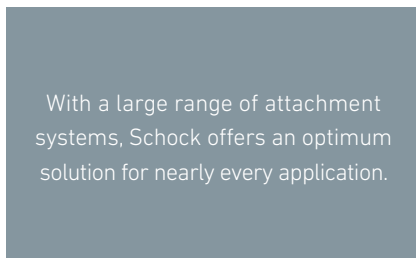 With a large range of attachment
systems, Schock offers an optimum
solution for nearly every application.